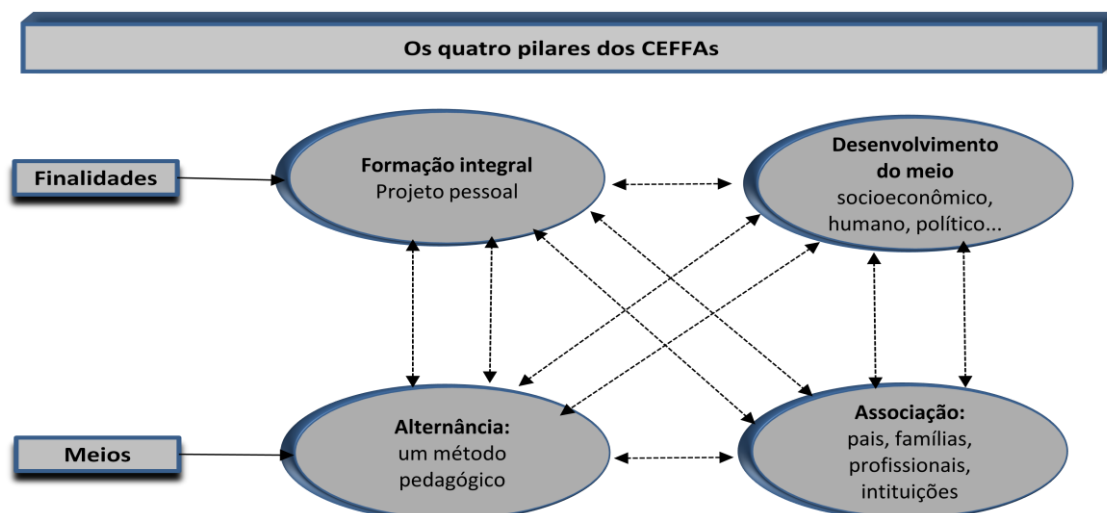 Os quatro pilares dos CEFFAs
Finalidades
Formação integral
Projeto pessoal
Desenvolvimento
do meio
socioeconômico,
humano, político...
Meios
Alternância:
um método
pedagógico
Associação:
pais, famílias,
profissionais,
intituições